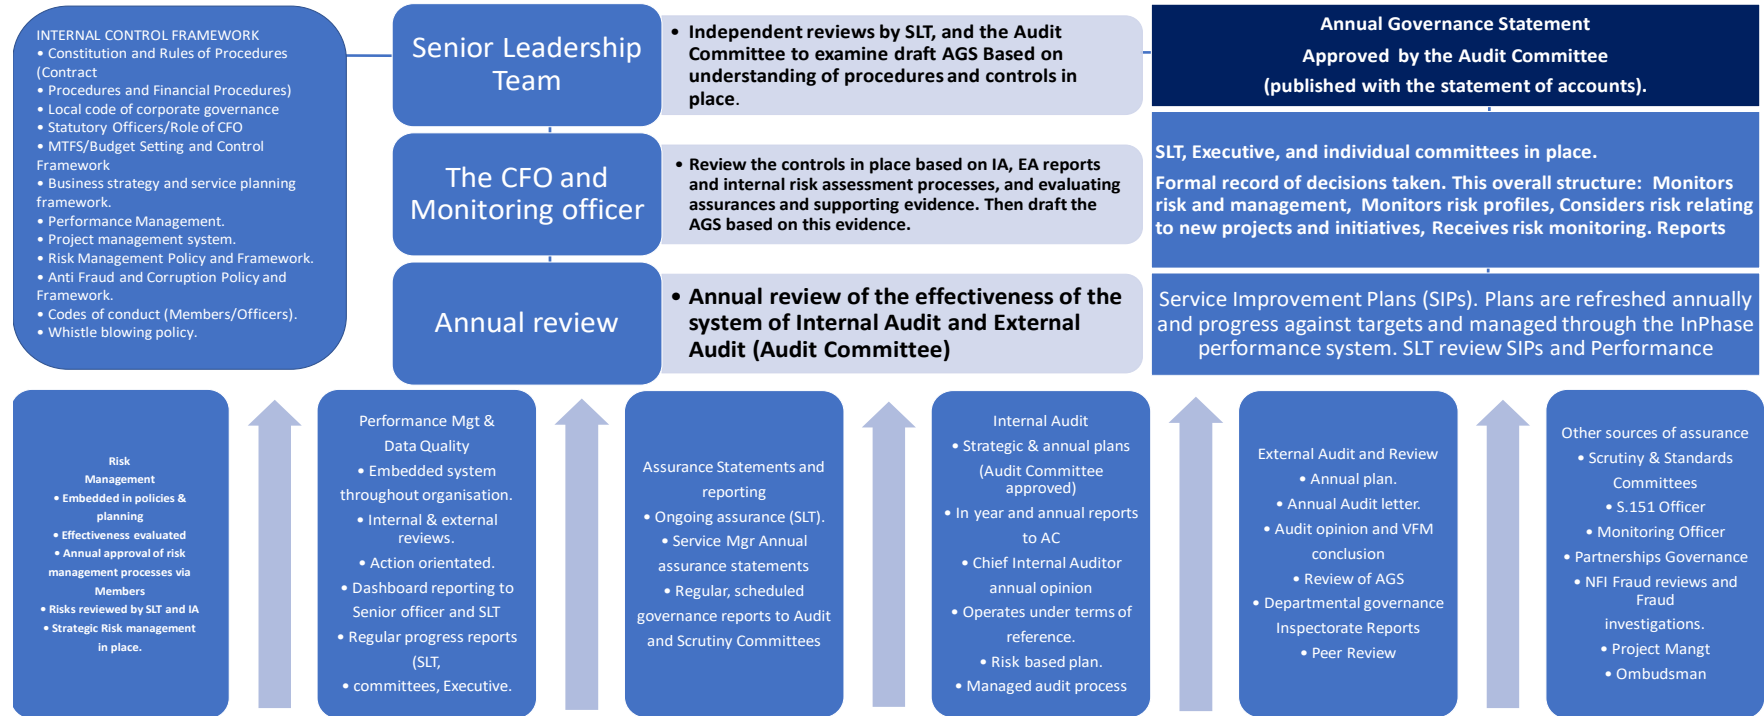 INTERNAL CONTROL FRAMEWORK
• Constitution and Rules of Procedures
(Contract
• Procedures and Financial Procedures)
• Local code of corporate governance
• Statutory Officers/Role of CFO
• MTFS/Budget Setting and Control
Framework
• Business strategy and service planning
framework.
• Performance Management.
• Project management system.
• Risk Management Policy and Framework.
• Anti Fraud and Corruption Policy and
Framework.
• Codes of conduct (Members/Officers).
• Whistle blowing policy.
Senior Leadership
Team
• Independent reviews by SLT, and the Audit
Committee to examine draft AGS Based on
understanding of procedures and controls in
place.
The CFO and
Monitoring officer
• Review the controls in place based on IA, EA reports
and internal risk assessment processes, and evaluating
assurances and supporting evidence. Then draft the
AGS based on this evidence.
Annual review
• Annual review of the effectiveness of the
system of Internal Audit and External
Audit (Audit Committee)
Annual Governance Statement
Approved by the Audit Committee
(published with the statement of accounts).
SLT, Executive, and individual committees in place.
Formal record of decisions taken. This overall structure: Monitors
risk and management, Monitors risk profiles, Considers risk relating
to new projects and initiatives, Receives risk monitoring. Reports
Service Improvement Plans (SIPs). Plans are refreshed annually
and progress against targets and managed through the InPhase
performance system. SLT review SIPs and Performance
Risk
Management
• Embedded in policies &
planning
• Effectiveness evaluated
• Annual approval of risk
management processes via
Members
• Risks reviewed by SLT and IA
• Strategic Risk management
in place.
Performance Mgt &
Data Quality
• Embedded system
throughout organisation.
• Internal & external
reviews.
• Action orientated.
• Dashboard reporting to
Senior officer and SLT
• Regular progress reports
(SLT,
• committees, Executive.
Assurance Statements and
reporting
• Ongoing assurance (SLT).
• Service Mgr Annual
assurance statements
• Regular, scheduled
governance reports to Audit
and Scrutiny Committees
Internal Audit
• Strategic & annual plans
(Audit Committee
approved)
• In year and annual reports
to AC
• Chief Internal Auditor
annual opinion
• Operates under terms of
reference.
• Risk based plan.
• Managed audit process
External Audit and Review
• Annual plan.
• Annual Audit letter.
• Audit opinion and VFM
conclusion
• Review of AGS
• Departmental governance
Inspectorate Reports
• Peer Review
Other sources of assurance
• Scrutiny & Standards
Committees
• S.151 Officer
• Monitoring Officer
• Partnerships Governance
• NFI Fraud reviews and
Fraud
investigations.
• Project Mangt
• Ombudsman